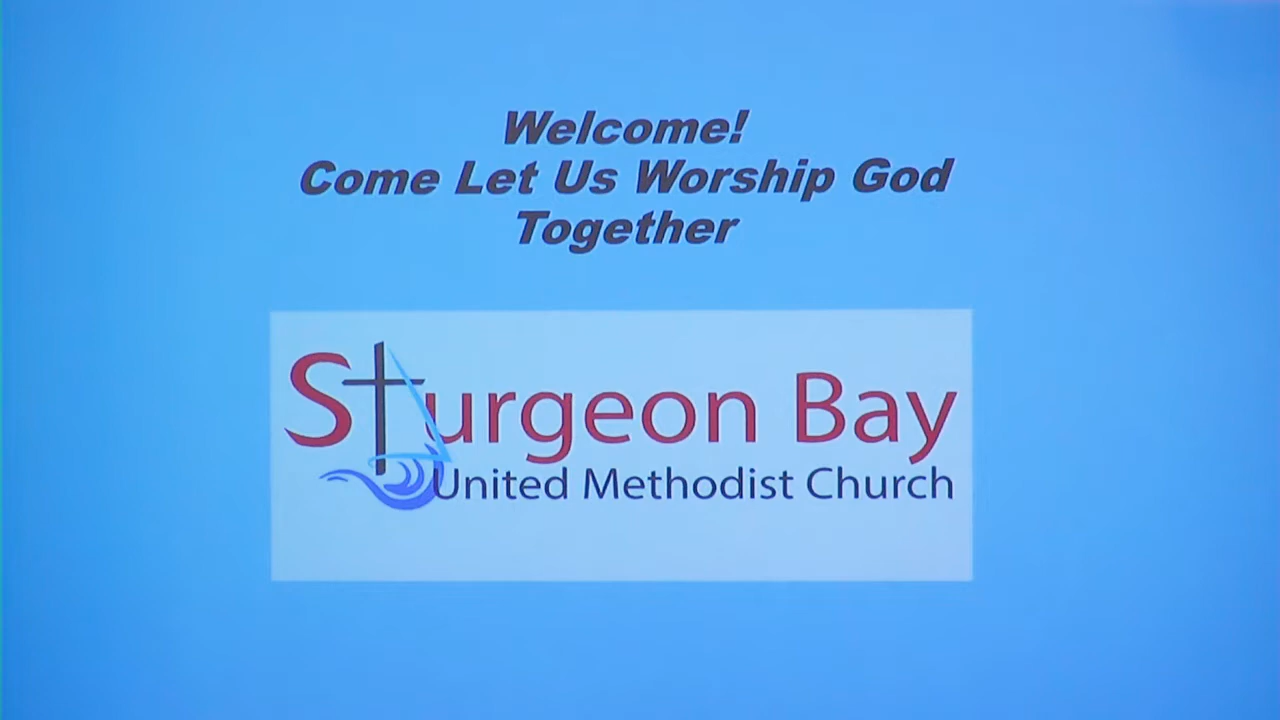 Welcome!
Come Let Us Worship God
Together
Sturgeon Bay
United Methodist Church